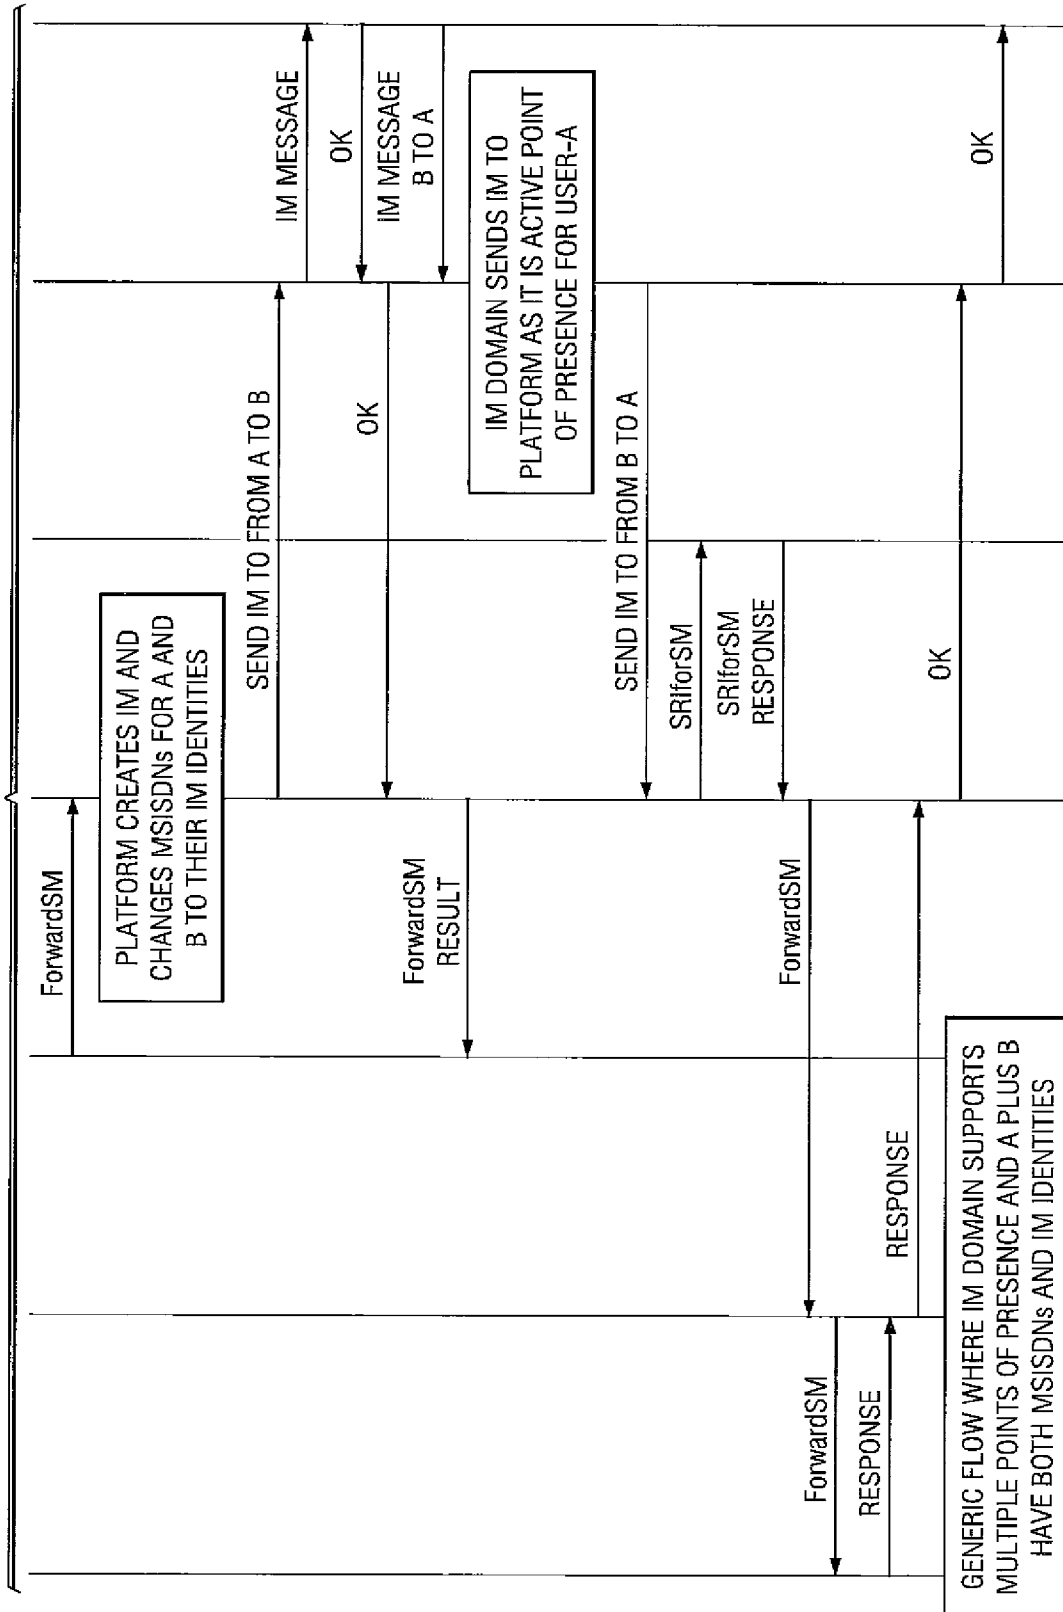 ForwardSM
PLATFORM CREATES IM AND
CHANGES MSISDNs FOR A AND
B TO THEIR IM IDENTITIES
SEND IM TO FROM A TO B
IM MESSAGE
OK
OK
IM MESSAGE
B TO A
ForwardSM
RESULT
IM DOMAIN SENDS IM TO
PLATFORM AS IT IS ACTIVE POINT
OF PRESENCE FOR USER-A
SEND IM TO FROM B TO A
SRIforSM
SRIforSM
RESPONSE
ForwardSM
ForwardSM
RESPONSE
RESPONSE
OK
OK
GENERIC FLOW WHERE IM DOMAIN SUPPORTS
MULTIPLE POINTS OF PRESENCE AND A PLUS B
HAVE BOTH MSISDNs AND IM IDENTITIES